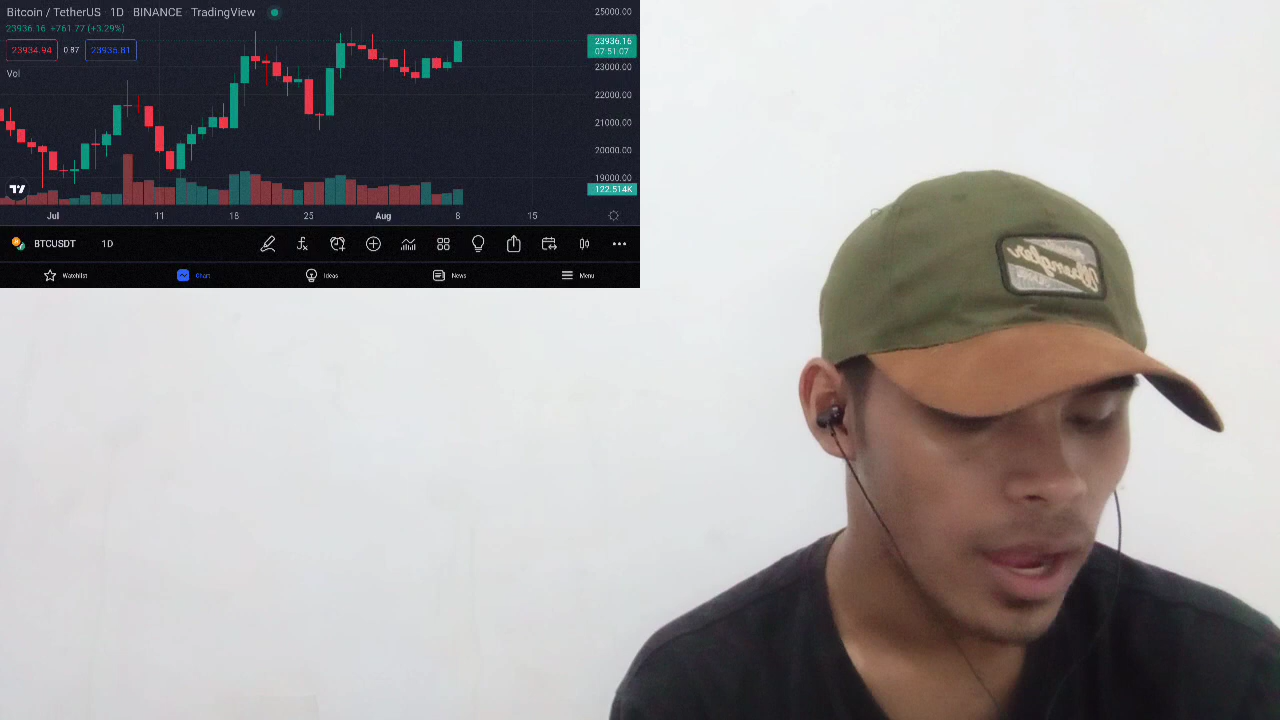 Bitcoin / TetherUS · 1D · BINANCE · TradingView
23936.16 +761.77 (+3.29%)
23934.94 0.87 23935.81
Vol
25000.00
23936.16
07:51:07
23000.00
22000.00
21000.00
20000.00
19000.00
122.514K
Jul 11 18 25 Aug 8 15
BTCUSDT 1D
Watchlist Chart Ideas News Menu
Wrangler